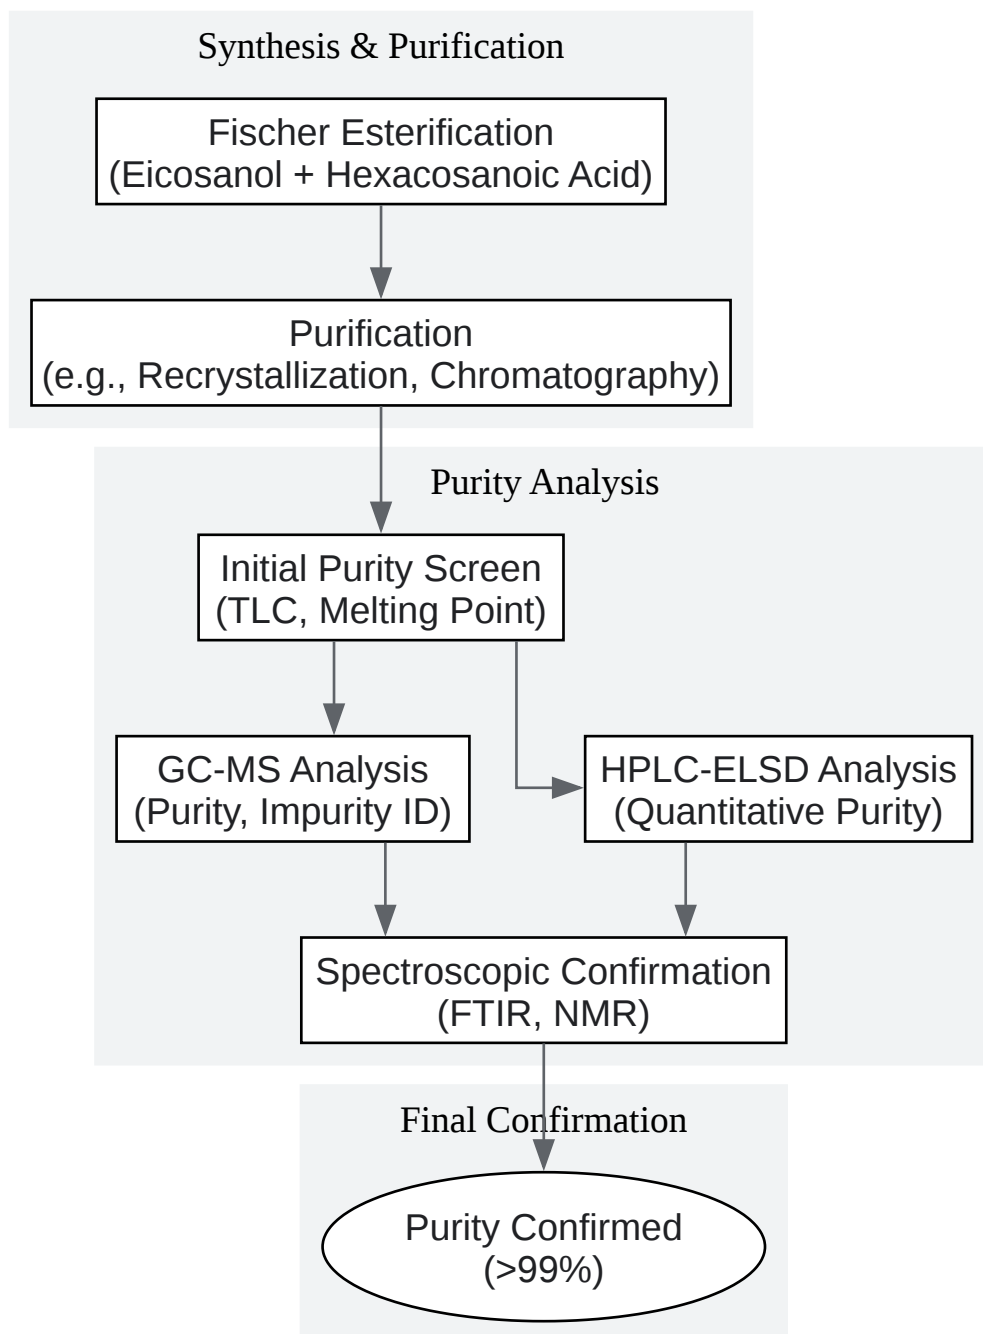 Synthesis & Purification
Fischer Esterification
(Eicosanol + Hexacosanoic Acid)
Purification
(e.g., Recrystallization, Chromatography)
Purity Analysis
Initial Purity Screen
(TLC, Melting Point)
GC-MS Analysis
(Purity, Impurity ID)
HPLC-ELSD Analysis
(Quantitative Purity)
Spectroscopic Confirmation
(FTIR, NMR)
Final Confirmation
Purity Confirmed
(>99%)